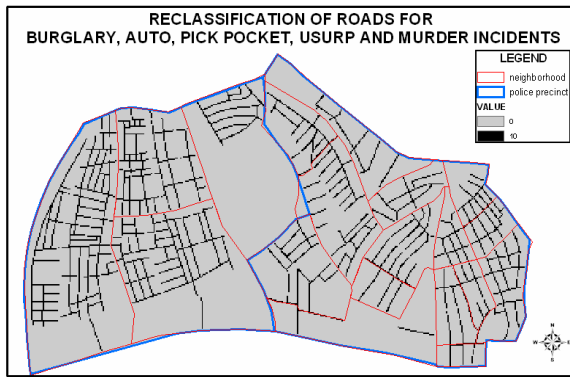 RECLASSIFICATION OF ROADS FOR
BURGLARY, AUTO, PICK POCKET, USURP AND MURDER INCIDENTS
LEGEND
neighborhood
police precinct
VALUE
0
10
N
W E
S